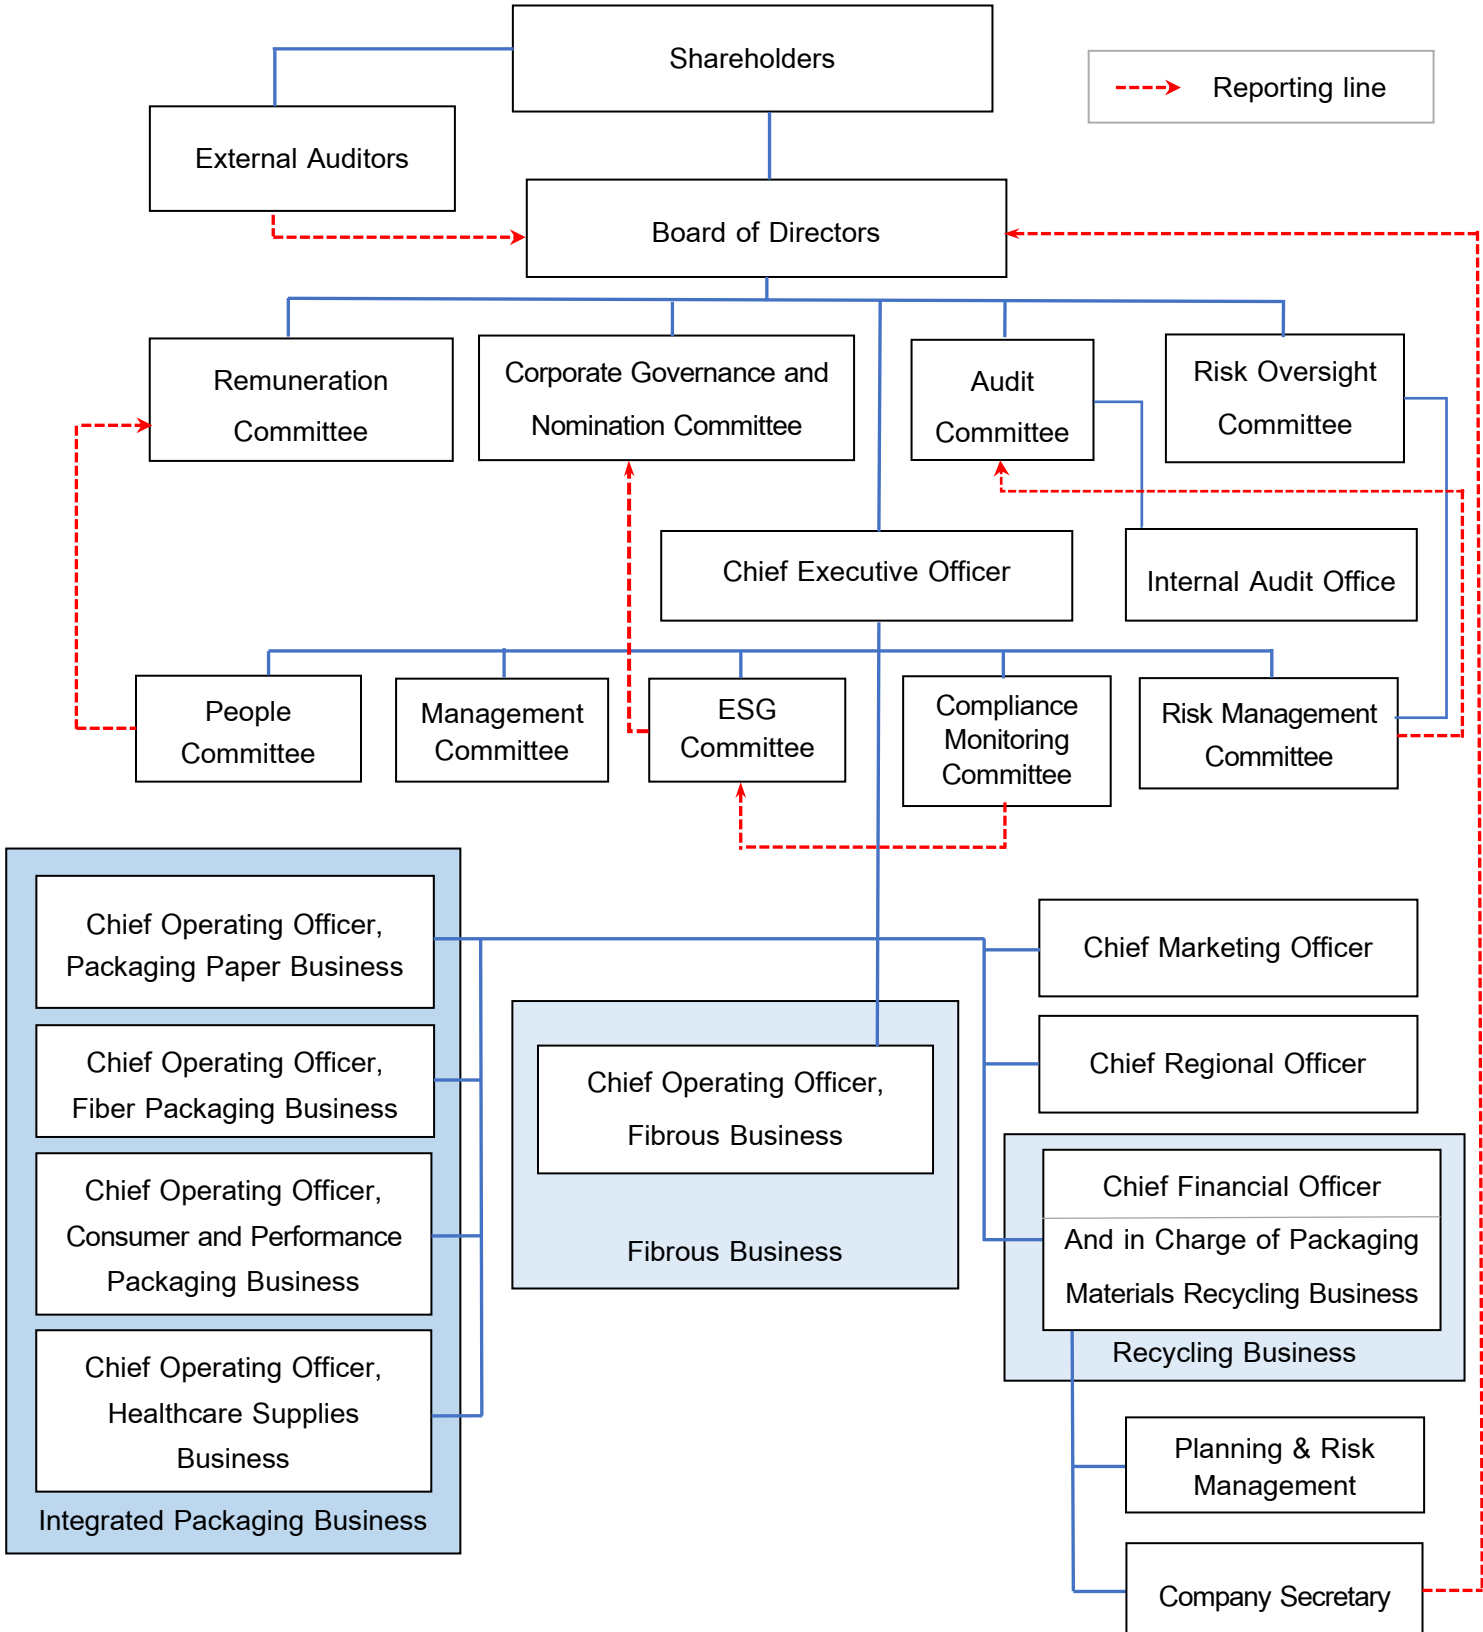 Shareholders
Reporting line
External Auditors
Board of Directors
Remuneration
Committee
Corporate Governance and
Nomination Committee
Audit
Committee
Risk Oversight
Committee
Chief Executive Officer
Internal Audit Office
People
Committee
Management
Committee
ESG
Committee
Compliance
Monitoring
Committee
Risk Management
Committee
Chief Operating Officer,
Packaging Paper Business
Chief Operating Officer,
Fiber Packaging Business
Chief Operating Officer,
Consumer and Performance
Packaging Business
Chief Operating Officer,
Healthcare Supplies
Business
Integrated Packaging Business
Chief Operating Officer,
Fibrous Business
Fibrous Business
Chief Marketing Officer
Chief Regional Officer
Chief Financial Officer
And in Charge of Packaging
Materials Recycling Business
Recycling Business
Planning & Risk
Management
Company Secretary